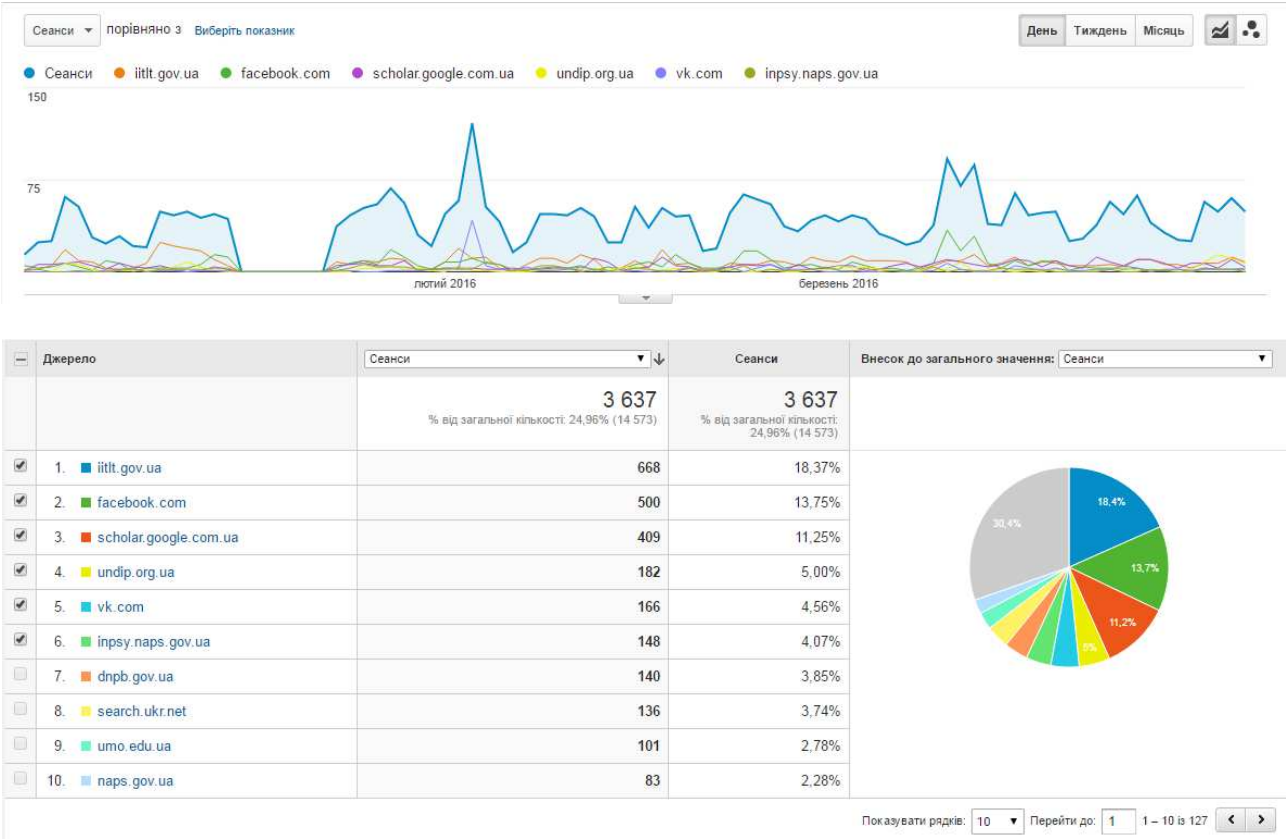 Сеанси порівняно з Виберіть показник День Тиждень Місяць
Сеанси iitlt.gov.ua facebook.com scholar.google.com.ua undip.org.ua vk.com inpsy.naps.gov.ua
150
75
лютий 2016 березень 2016
Джерело Сеанси Сеанси Внесок до загального значення: Сеанси
3 637 3 637
% від загальної кількості: 24,96% (14 573) % від загальної кількості:
24,96% (14 573)
1. iitlt.gov.ua 668 18,37%
2. facebook.com 500 13,75%
3. scholar.google.com.ua 409 11,25%
4. undip.org.ua 182 5,00%
5. vk.com 166 4,56%
6. inpsy.naps.gov.ua 148 4,07%
7. dnpb.gov.ua 140 3,85%
8. search.ukr.net 136 3,74%
9. umo.edu.ua 101 2,78%
10. naps.gov.ua 83 2,28%
18,4%
30,4%
13,7%
11,2%
5%
Показувати рядків: 10 Перейти до: 1 1 – 10 із 127